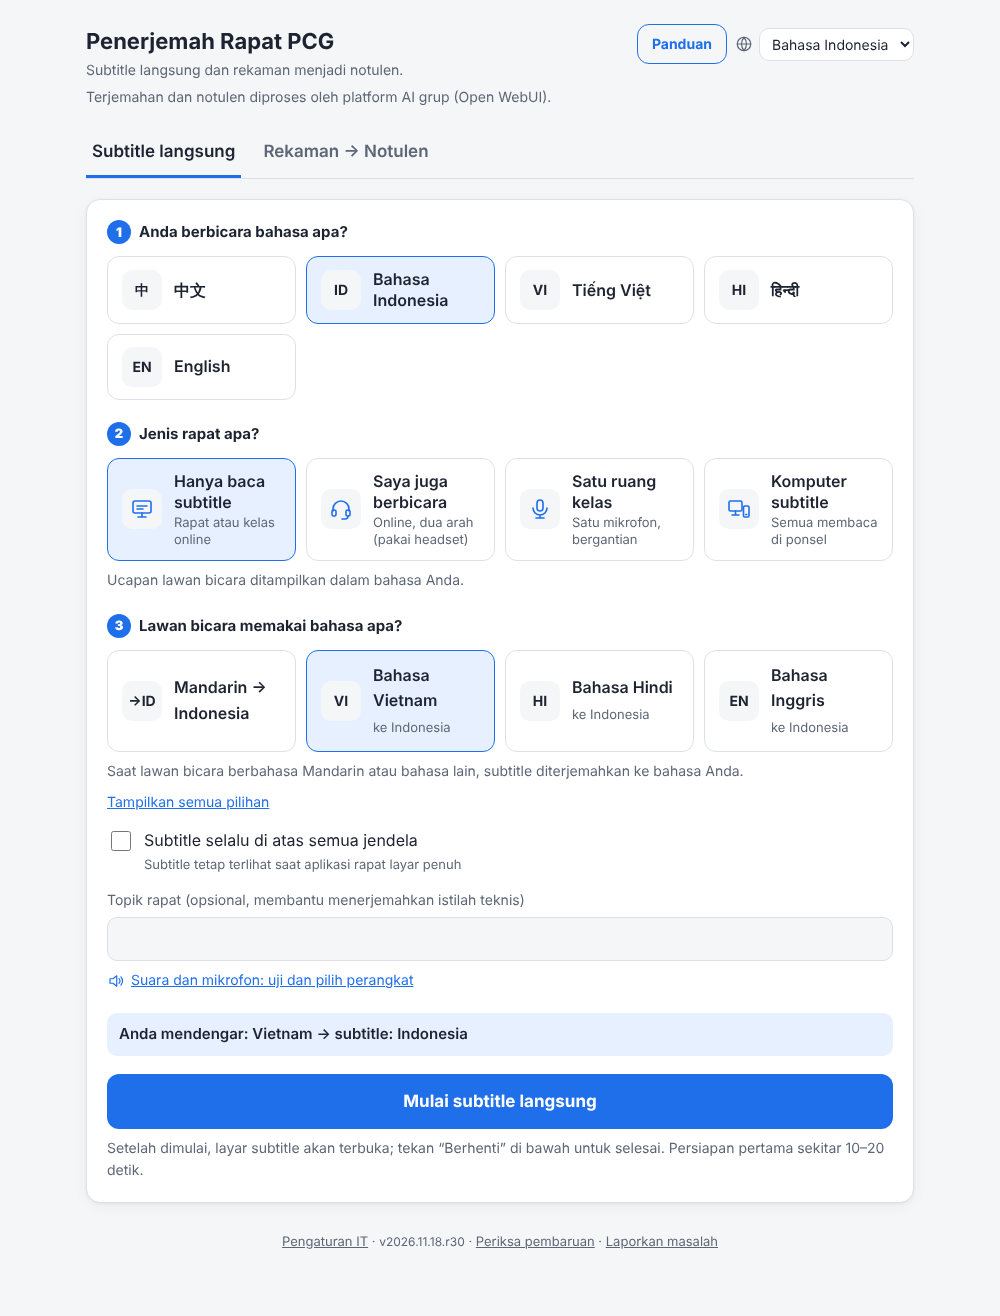 Penerjemah Rapat PCG
Subtitle langsung dan rekaman menjadi notulen.
Terjemahan dan notulen diproses oleh platform AI grup (Open WebUI).
Panduan
Bahasa Indonesia
Subtitle langsung
Rekaman → Notulen
1 Anda berbicara bahasa apa?
中 中文
ID Bahasa
Indonesia
VI Tiếng Việt
HI हिन्दी
EN English
2 Jenis rapat apa?
Hanya baca
subtitle
Rapat atau kelas
online
Saya juga
berbicara
Online, dua arah
(pakai headset)
Satu ruang
kelas
Satu mikrofon,
bergantian
Komputer
subtitle
Semua membaca
di ponsel
Ucapan lawan bicara ditampilkan dalam bahasa Anda.
3 Lawan bicara memakai bahasa apa?
→ID Mandarin →
Indonesia
VI Bahasa
Vietnam
ke Indonesia
HI Bahasa Hindi
ke Indonesia
EN Bahasa
Inggris
ke Indonesia
Saat lawan bicara berbahasa Mandarin atau bahasa lain, subtitle diterjemahkan ke bahasa Anda.
Tampilkan semua pilihan
Subtitle selalu di atas semua jendela
Subtitle tetap terlihat saat aplikasi rapat layar penuh
Topik rapat (opsional, membantu menerjemahkan istilah teknis)
Suara dan mikrofon: uji dan pilih perangkat
Anda mendengar: Vietnam → subtitle: Indonesia
Mulai subtitle langsung
Setelah dimulai, layar subtitle akan terbuka; tekan “Berhenti” di bawah untuk selesai. Persiapan pertama sekitar 10–20
detik.
Pengaturan IT · v2026.11.18.r30 · Periksa pembaruan · Laporkan masalah